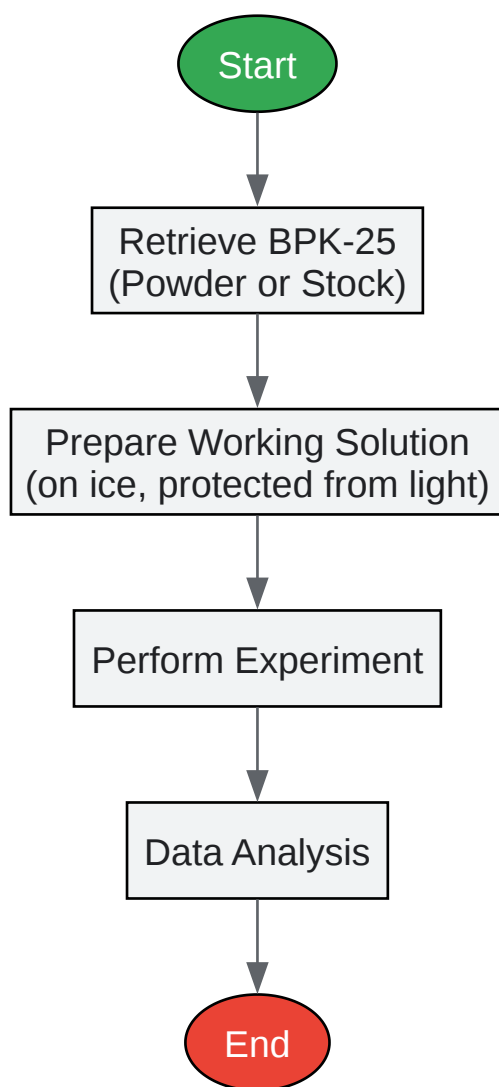 Start
Retrieve BPK-25
(Powder or Stock)
Prepare Working Solution
(on ice, protected from light)
Perform Experiment
Data Analysis
End